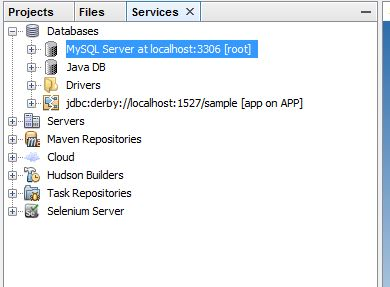 Projects Files Services
Databases
MySQL Server at localhost:3306 [root]
Java DB
Drivers
jdbc:derby://localhost:1527/sample [app on APP]
Servers
Maven Repositories
Cloud
Hudson Builders
Task Repositories
Selenium Server